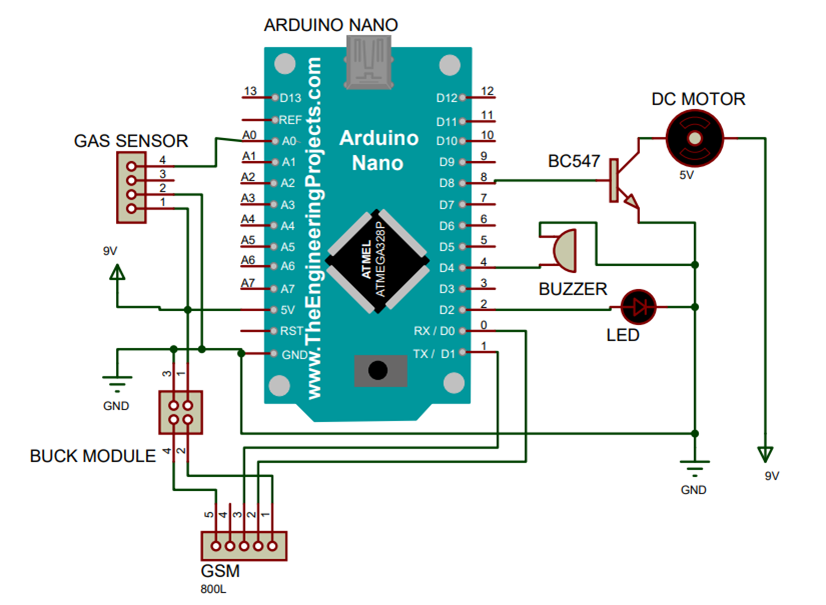 ARDUINO NANO
www.TheEngineeringProjects.com
Arduino
Nano
ATMEL
ATMEGA328P
13 D13
REF
A0 A0
A1 A1
A2 A2
A3 A3
A4 A4
A5 A5
A6 A6
A7 A7
5V
RST
GND
D12 12
D11 11
D10 10
D9 9
D8 8
D7 7
D6 6
D5 5
D4 4
D3 3
D2 2
RX / D0 0
TX / D1 1
GAS SENSOR
4
3
2
1
9V
GND
3 1
BUCK MODULE
4 2
5 4 3 2 1
GSM
800L
DC MOTOR
5V
BC547
BUZZER
LED
GND
9V